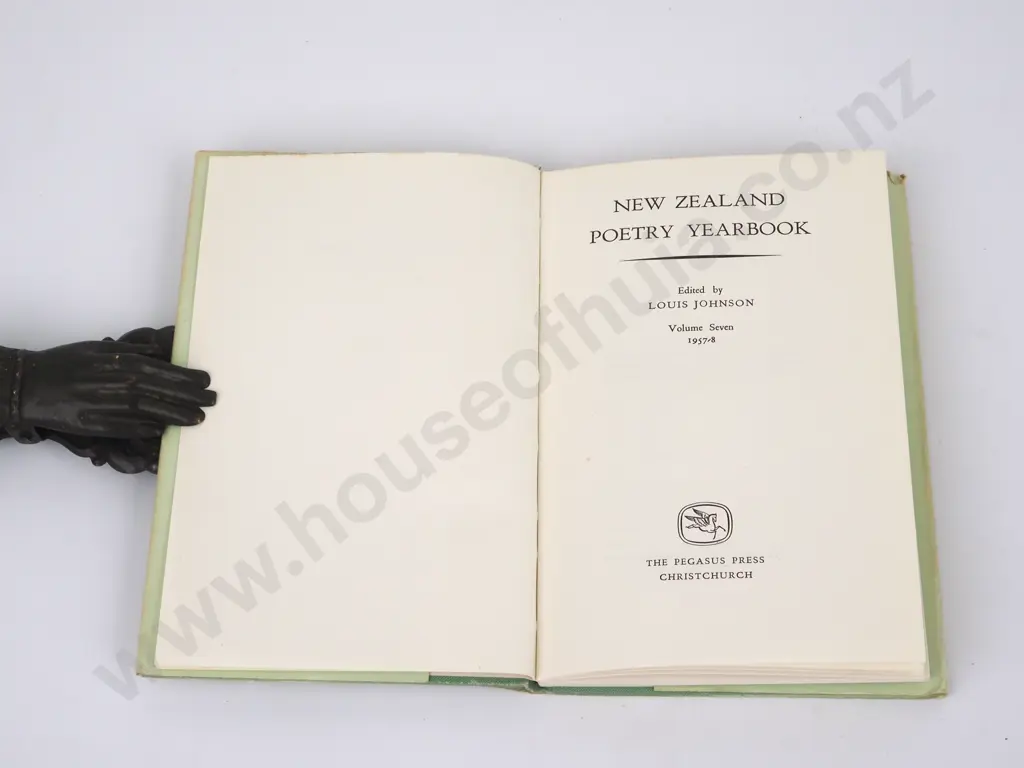 NEW ZEALAND
POETRY YEARBOOK
Edited by
LOUIS JOHNSON
Volume Seven
1957-8
THE PEGASUS PRESS
CHRISTCHURCH
www.houseofhuia.co.nz